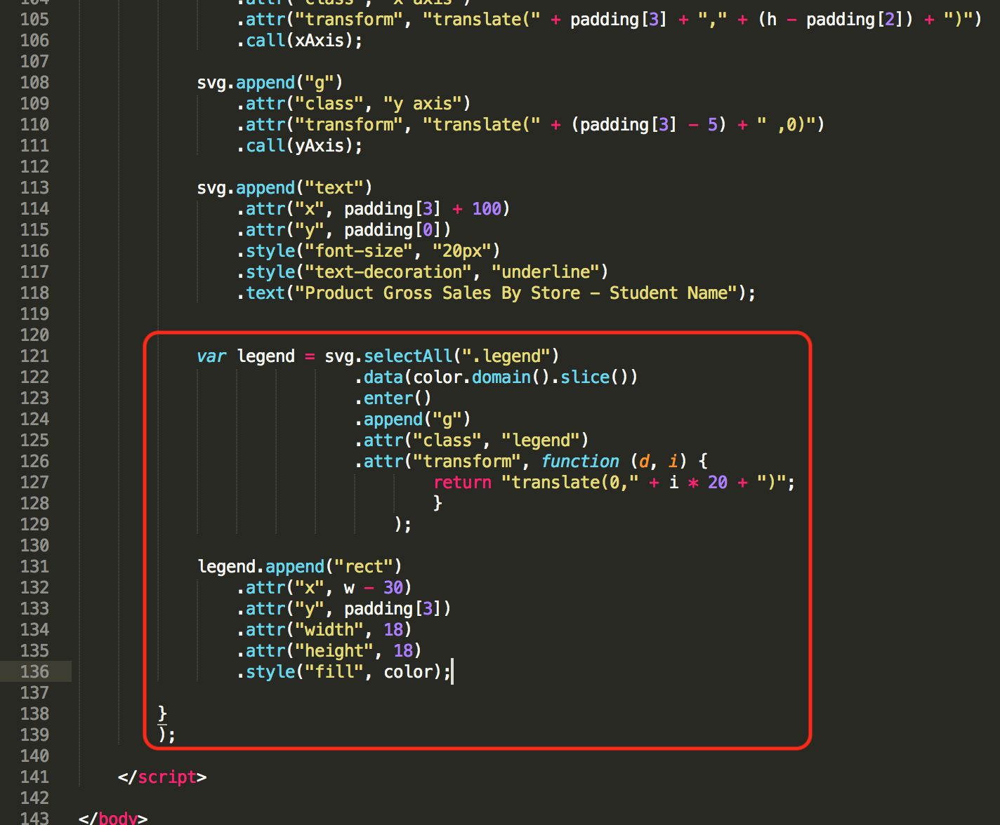 104 .attr("class", "x axis")
105 .attr("transform", "translate(" + padding[3] + "," + (h - padding[2]) + ")")
106 .call(xAxis);
107
108 svg.append("g")
109 .attr("class", "y axis")
110 .attr("transform", "translate(" + (padding[3] - 5) + " ,0)")
111 .call(yAxis);
112
113 svg.append("text")
114 .attr("x", padding[3] + 100)
115 .attr("y", padding[0])
116 .style("font-size", "20px")
117 .style("text-decoration", "underline")
118 .text("Product Gross Sales By Store - Student Name");
119
120
121 var legend = svg.selectAll(".legend")
122 .data(color.domain().slice())
123 .enter()
124 .append("g")
125 .attr("class", "legend")
126 .attr("transform", function (d, i) {
127 return "translate(0," + i * 20 + ")";
128 }
129 );
130
131 legend.append("rect")
132 .attr("x", w - 30)
133 .attr("y", padding[3])
134 .attr("width", 18)
135 .attr("height", 18)
136 .style("fill", color);
137
138 }
139 );
140
141 </script>
142
143 </body>